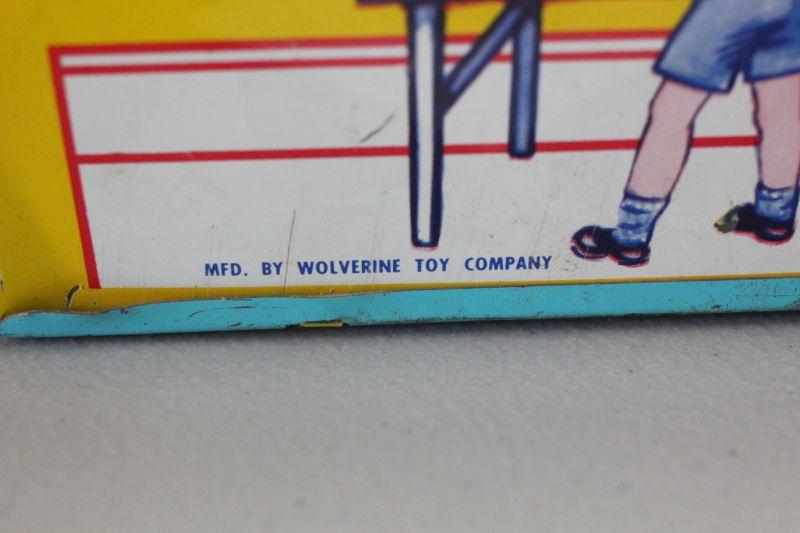 MFD. BY WOLVERINE TOY COMPANY